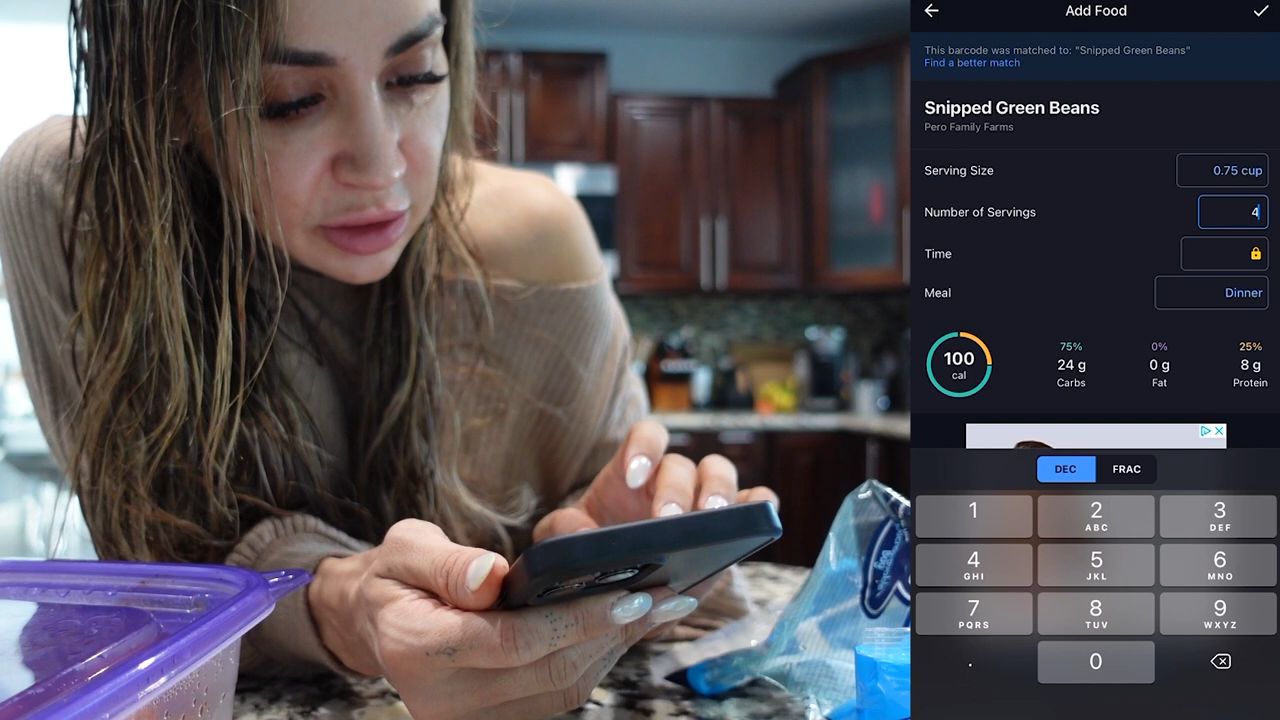 Add Food
This barcode was matched to: "Snipped Green Beans"
Find a better match
Snipped Green Beans
Pero Family Farms
Serving Size
0.75 cup
Number of Servings
4
Time
Meal
Dinner
100
cal
75%
24 g
Carbs
0%
0 g
Fat
25%
8 g
Protein
DEC
FRAC
1
2
ABC
3
DEF
4
GHI
5
JKL
6
MNO
7
PQRS
8
TUV
9
WXYZ
.
0